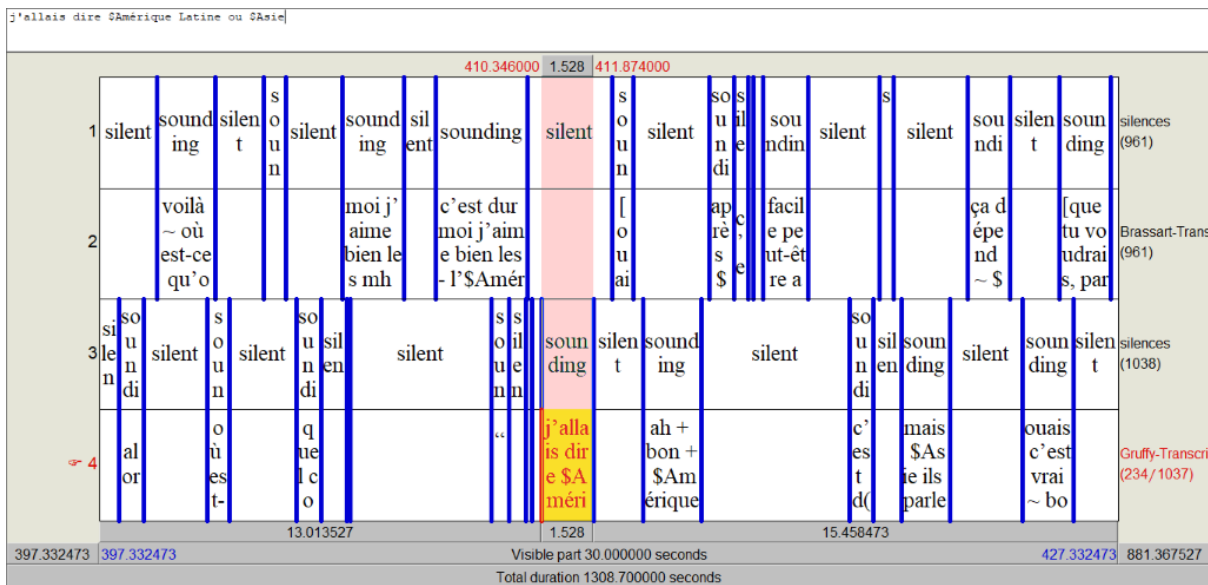 j'allais dire $Amérique Latine ou $Asie
410.346000 1.528 411.874000
1
silent
sound
ing
silen
t
s
o
u
n
silent
sound
ing
sil
ent
sounding
silent
s
o
u
n
silent
so
u
n
di
s
il
e
sou
ndin
silent
s
silent
sou
ndi
silen
t
soun
ding
silences
(961)
2
voilà
~ où
est-ce
qu’o
moi j’
aime
bien le
s mh
c’est dur
moi j’aim
e bien les
- l’$Amér
[
o
u
ai
ap
rè
s
$
c
’
e
facil
e pe
ut-êt
re a
ça d
épe
nd
~ $
[que
tu vo
udrai
s, par
Brassart-Trans
(961)
3
si
le
n
so
u
n
di
silent
s
o
u
n
silent
so
u
n
di
sil
en
silent
s
o
u
n
s
il
e
n
soun
ding
silen
t
sound
ing
silent
so
u
n
di
sil
en
soun
ding
silent
soun
ding
silen
t
silences
(1038)
4
al
or
o
ù
est-
q
ue
l c
o
“
j’alla
is dir
e $A
méri
ah +
bon +
$Am
érique
c’
es
t
d(
mais
$As
ie ils
parle
ouais
c’est
vrai
~ bo
Gruffy-Transcri
(234/1037)
13.013527 1.528 15.458473
397.332473 397.332473 Visible part 30.000000 seconds 427.332473 881.367527
Total duration 1308.700000 seconds